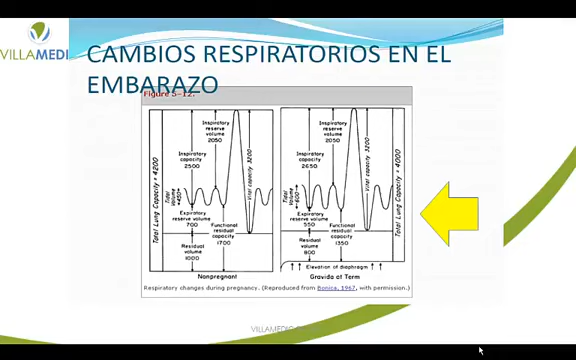 VILLAMEDI
CAMBIOS RESPIRATORIOS EN EL
EMBARAZO
Figure 5–12.
Total Lung Capacity = 4200
Inspiratory
reserve
volume
2050
Inspiratory
capacity
2500
Vital capacity 3200
Tidal
Volume
450
Expiratory
reserve volume
700
Functional
residual
capacity
1700
Residual
volume
1000
Nonpregnant
Inspiratory
reserve
volume
2050
Inspiratory
capacity
2650
Vital capacity 3200
Total Lung Capacity = 4000
Tidal
Volume
600
Expiratory
reserve volume
550
Functional
residual
capacity
1350
Residual
volume
800
Elevation of diaphragm
Gravida at Term
Respiratory changes during pregnancy. (Reproduced from Bonica, 1967, with permission.)